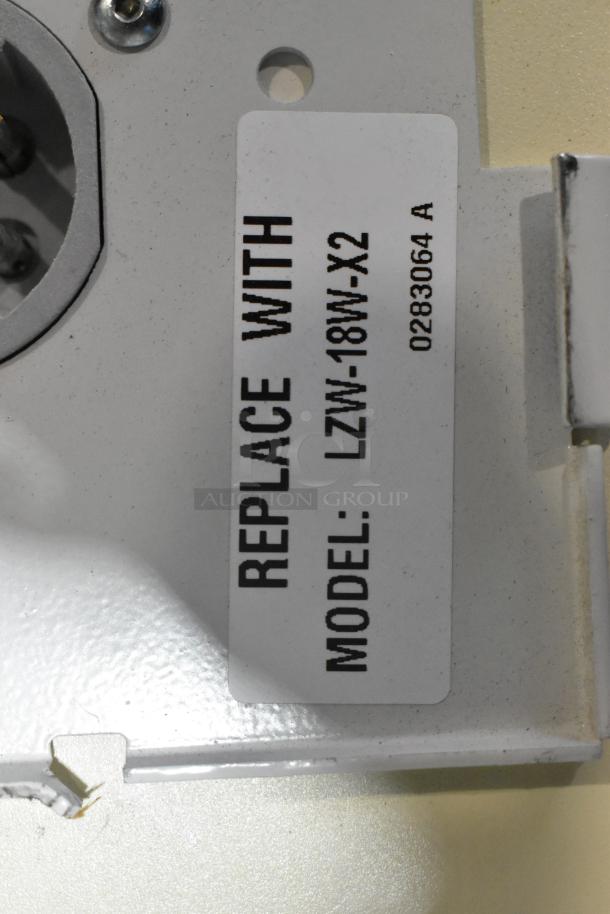 REPLACE WITH
MODEL: LZW-18W-X2
0283064 A
AUCTION GROUP